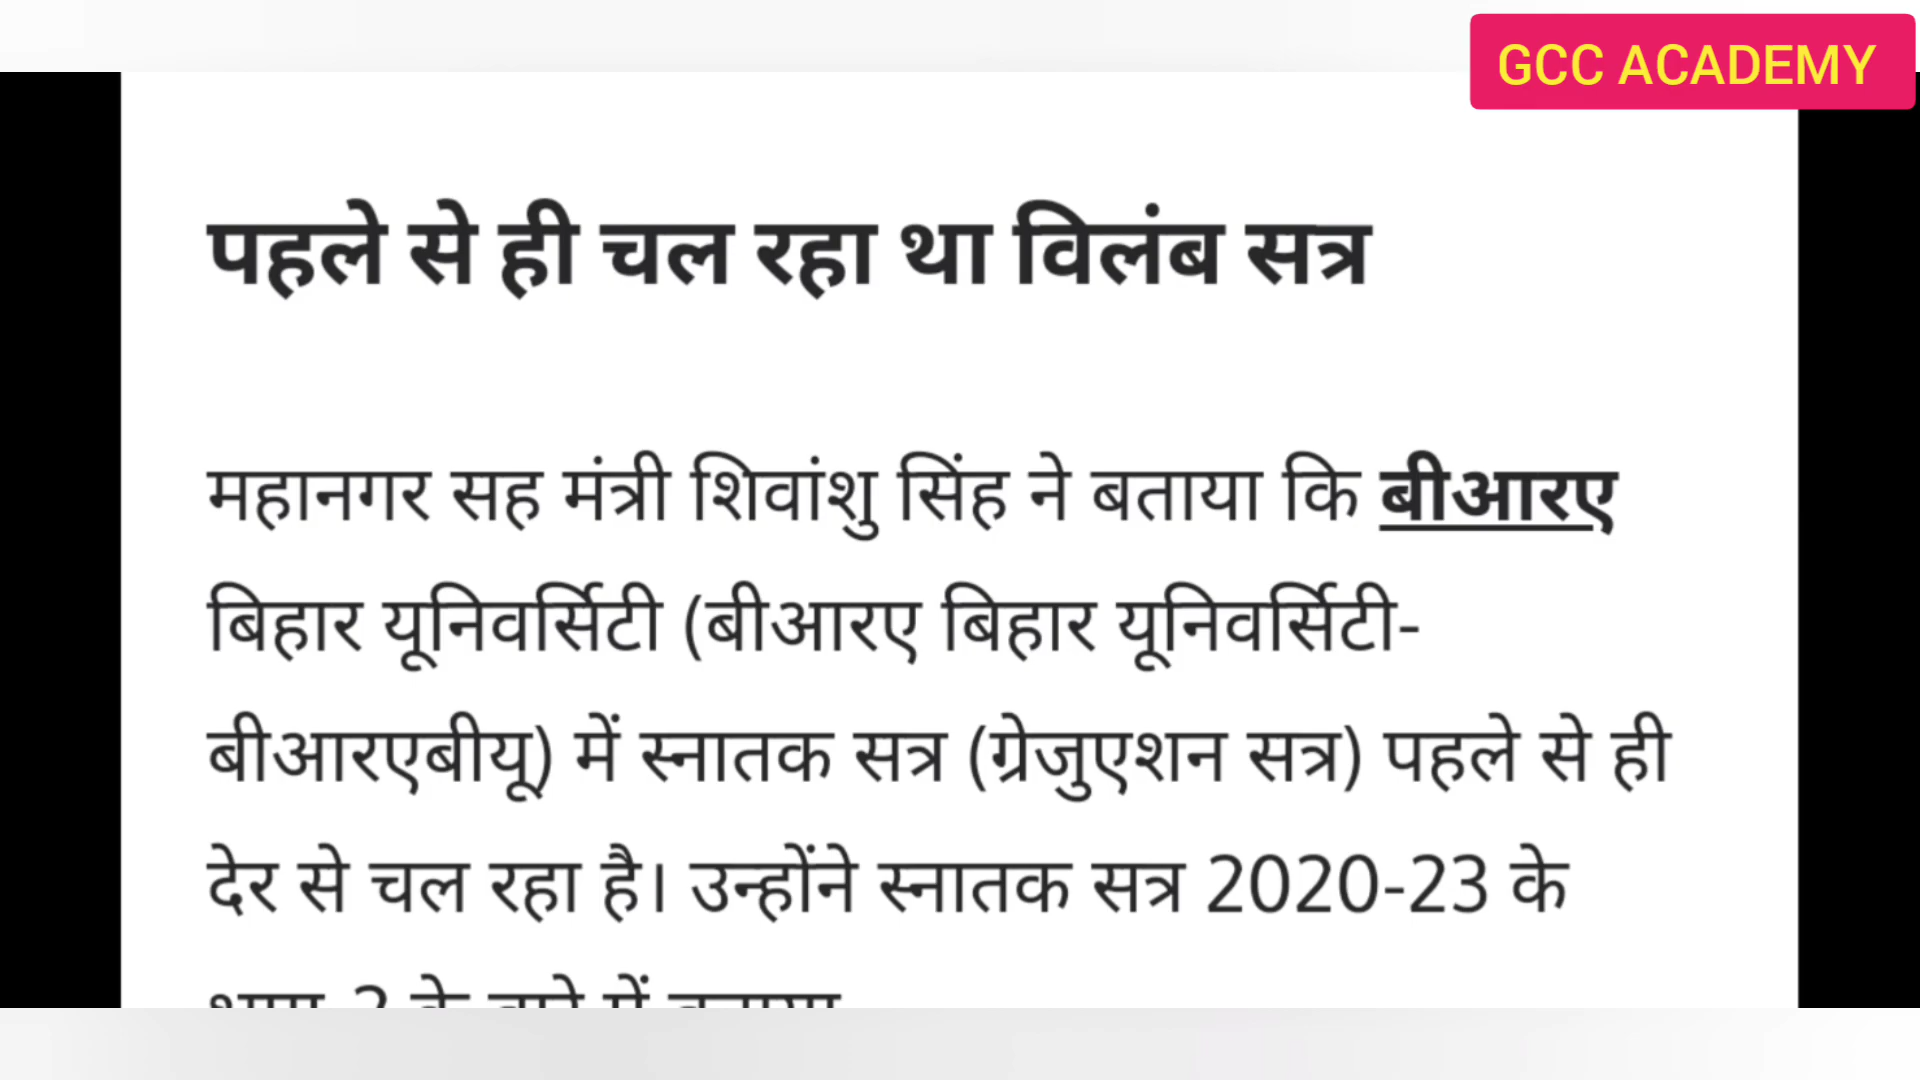 GCC ACADEMY
पहले से ही चल रहा था विलंब सत्र
महानगर सह मंत्री शिवांशु सिंह ने बताया कि बीआरए
बिहार यूनिवर्सिटी (बीआरए बिहार यूनिवर्सिटी-
बीआरएबीयू) में स्नातक सत्र (ग्रेजुएशन सत्र) पहले से ही
देर से चल रहा है। उन्होंने स्नातक सत्र 2020-23 के